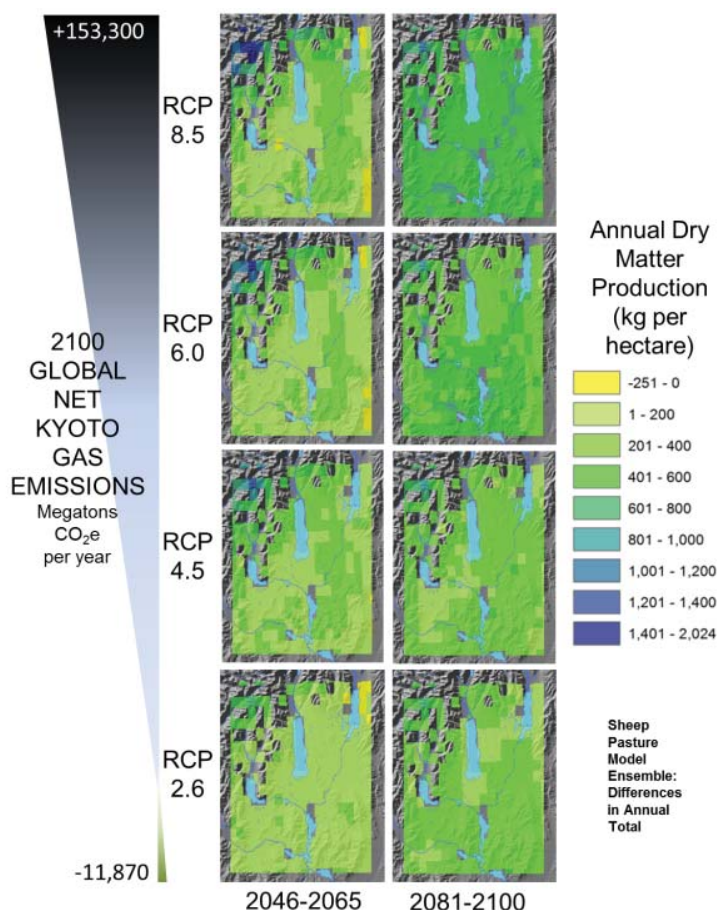 +153,300
2100
GLOBAL
NET
KYOTO
GAS
EMISSIONS
Megatons
CO₂e
per year
-11,870
RCP
8.5
RCP
6.0
RCP
4.5
RCP
2.6
2046-2065
2081-2100
Annual Dry
Matter
Production
(kg per
hectare)
-251 - 0
1 - 200
201 - 400
401 - 600
601 - 800
801 - 1,000
1,001 - 1,200
1,201 - 1,400
1,401 - 2,024
Sheep
Pasture
Model
Ensemble:
Differences
in Annual
Total